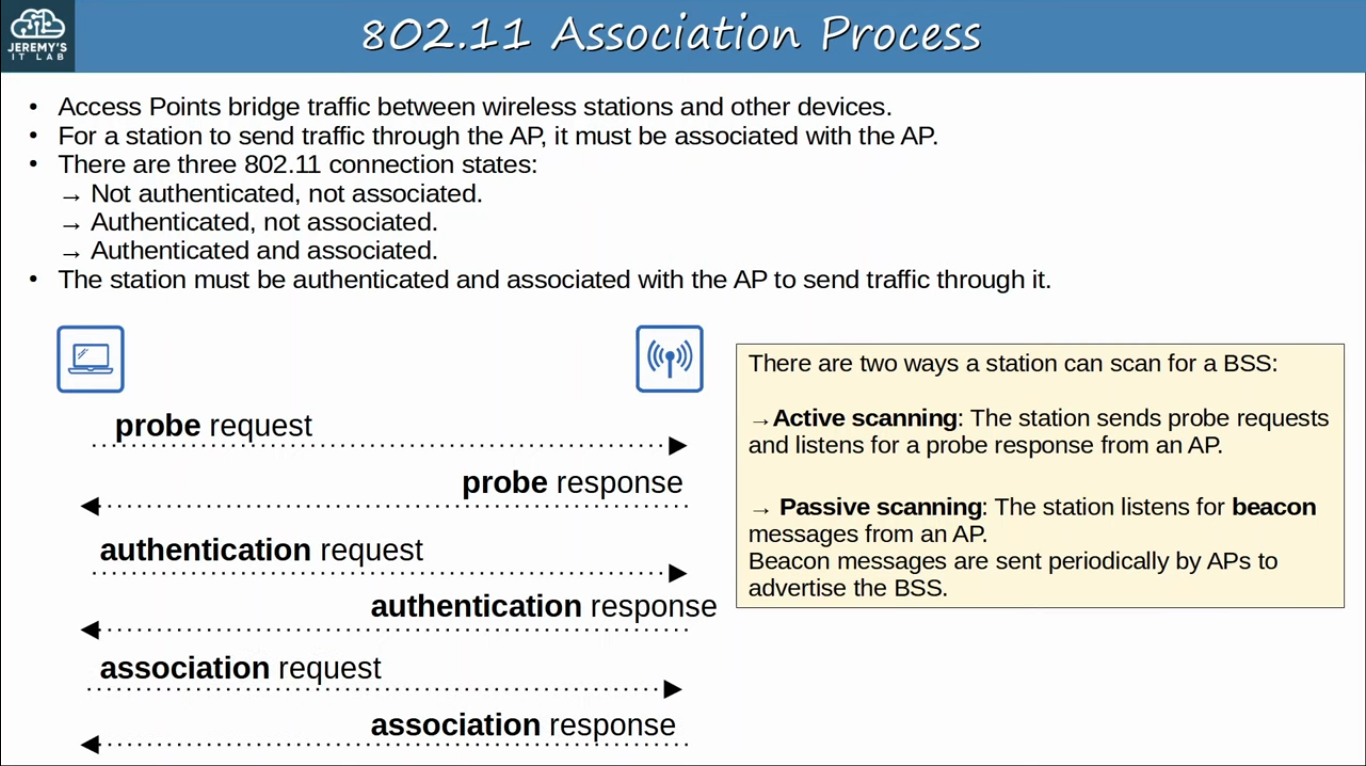 JEREMY'S
IT LAB
802.11 Association Process
• Access Points bridge traffic between wireless stations and other devices.
• For a station to send traffic through the AP, it must be associated with the AP.
• There are three 802.11 connection states:
→ Not authenticated, not associated.
→ Authenticated, not associated.
→ Authenticated and associated.
• The station must be authenticated and associated with the AP to send traffic through it.
probe request
probe response
authentication request
authentication response
association request
association response
There are two ways a station can scan for a BSS:
→Active scanning: The station sends probe requests
and listens for a probe response from an AP.
→ Passive scanning: The station listens for beacon
messages from an AP.
Beacon messages are sent periodically by APs to
advertise the BSS.